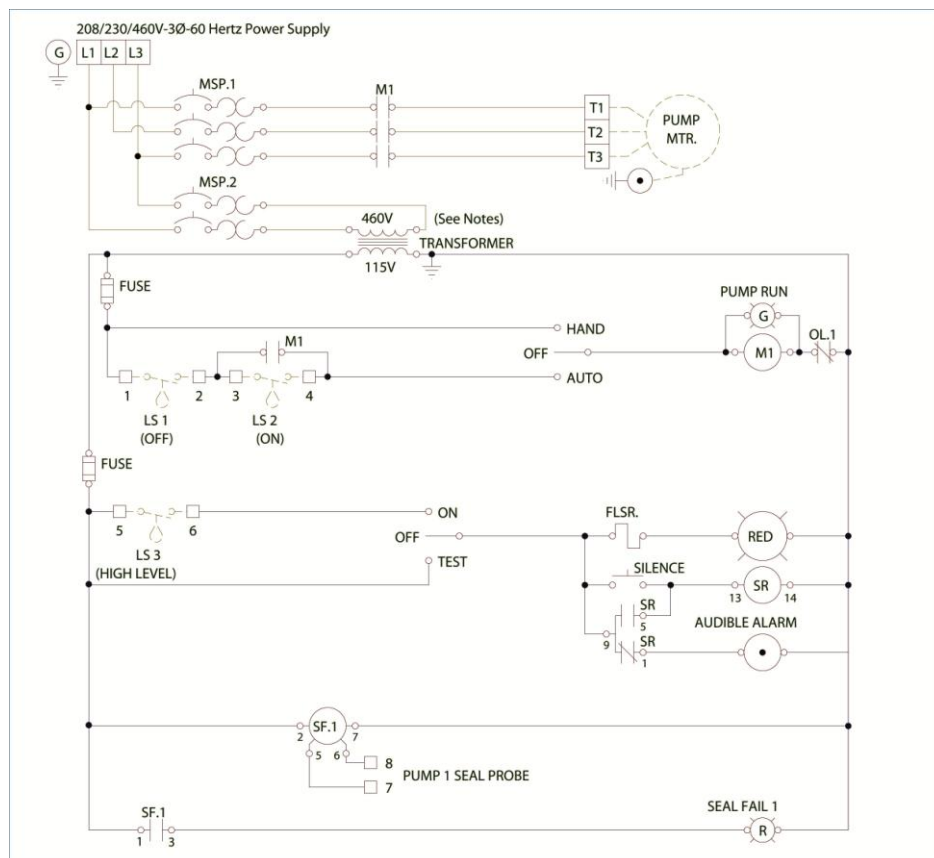 208/230/460V-3Ø-60 Hertz Power Supply
G L1 L2 L3
MSP.1
M1
T1
T2
T3
PUMP
MTR.
MSP.2
460V
(See Notes)
TRANSFORMER
115V
FUSE
PUMP RUN
G
OL.1
HAND
M1
OFF
M1
AUTO
1 2 3 4
LS 1
(OFF)
LS 2
(ON)
FUSE
ON
5 6
LS 3
(HIGH LEVEL)
OFF
TEST
FLSR.
RED
SILENCE
13 SR 14
SR
5
9
SR
1
AUDIBLE ALARM
2 SF.1 7
5 6
8
7
PUMP 1 SEAL PROBE
SF.1
1 3
SEAL FAIL 1
R